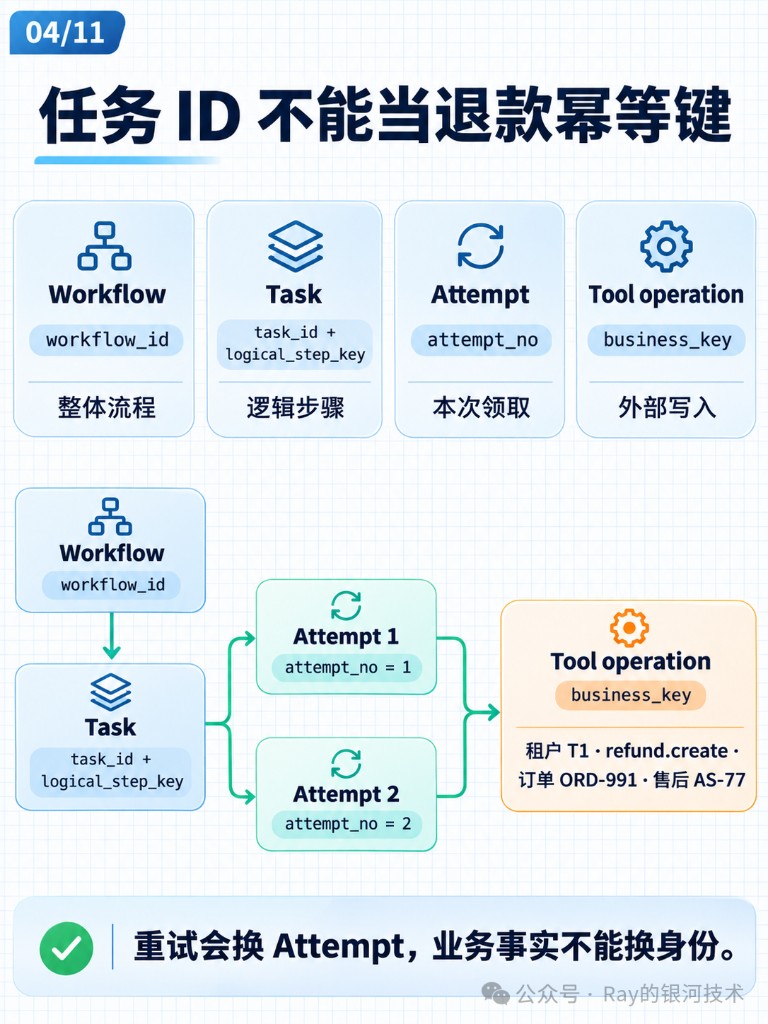 04/11
任务 ID 不能当退款幂等键
Workflow
workflow_id
整体流程
Task
task_id +
logical_step_key
逻辑步骤
Attempt
attempt_no
本次领取
Tool operation
business_key
外部写入
Workflow
workflow_id
Task
task_id +
logical_step_key
Attempt 1
attempt_no = 1
Attempt 2
attempt_no = 2
Tool operation
business_key
租户 T1 · refund.create ·
订单 ORD-991 · 售后 AS-77
重试会换 Attempt，业务事实不能换身份。
公众号 · Ray的银河技术